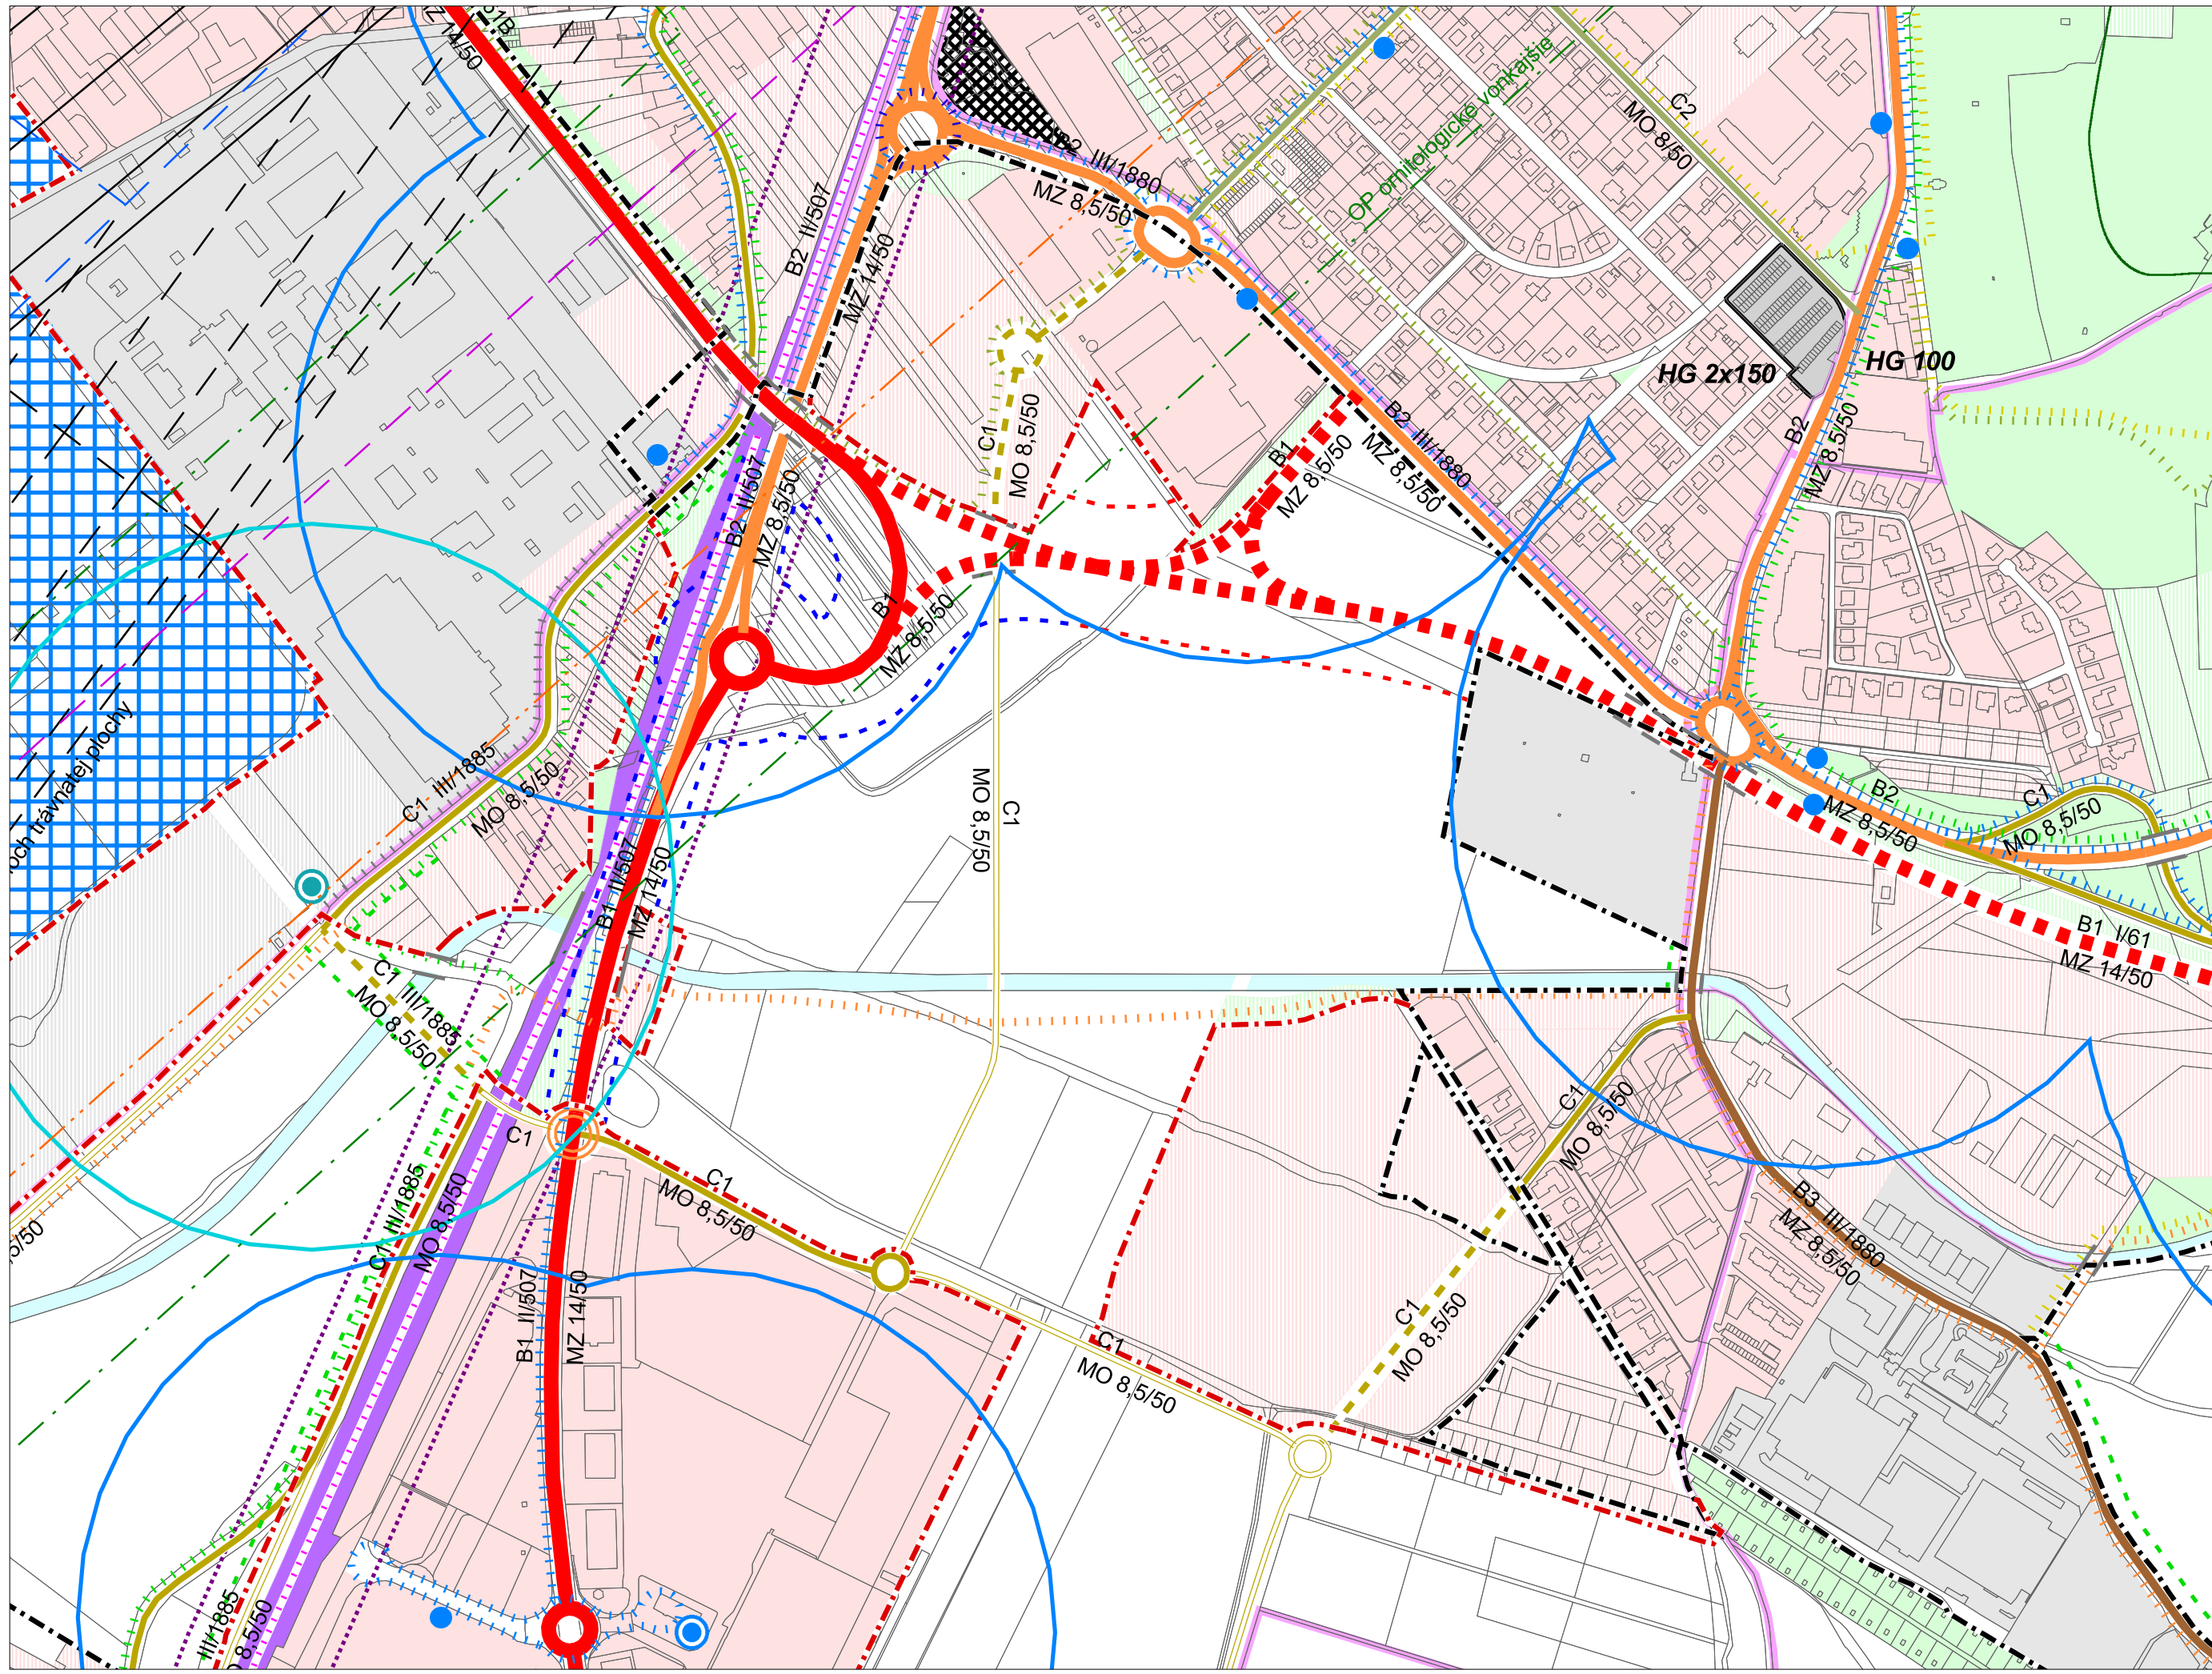 MZ 14/50
61B
B2 II/507
MZ 14/50
B2 III/1880
MZ 8,5/50
OP ornitologické vonkajšie
C2
MO 8/50
HG 2x150
HG 100
B2
MZ 8,5/50
C1
MO 8,5/50
B1
MZ 8,5/50
B2 III/1880
MZ 8,5/50
B2 II/507
MZ 8,5/50
B1
MZ 8,5/50
C1 III/1885
MO 8,5/50
och trávnatej plochy
C1
MO 8,5/50
B1 II/507
MZ 14/50
B2
MZ 8,5/50
C1
MO 8,5/50
B1 I/61
MZ 14/50
C1 III/1885
MO 8,5/50
C1
C1
MO 8,5/50
C1 III/1885
MO 8,5/50
5/50
B1 II/507
MZ 14/50
C1
MO 8,5/50
C1
MO 8,5/50
C1
MO 8,5/50
B3 III/1880
MZ 8,5/50
III/1885
O 8,5/50